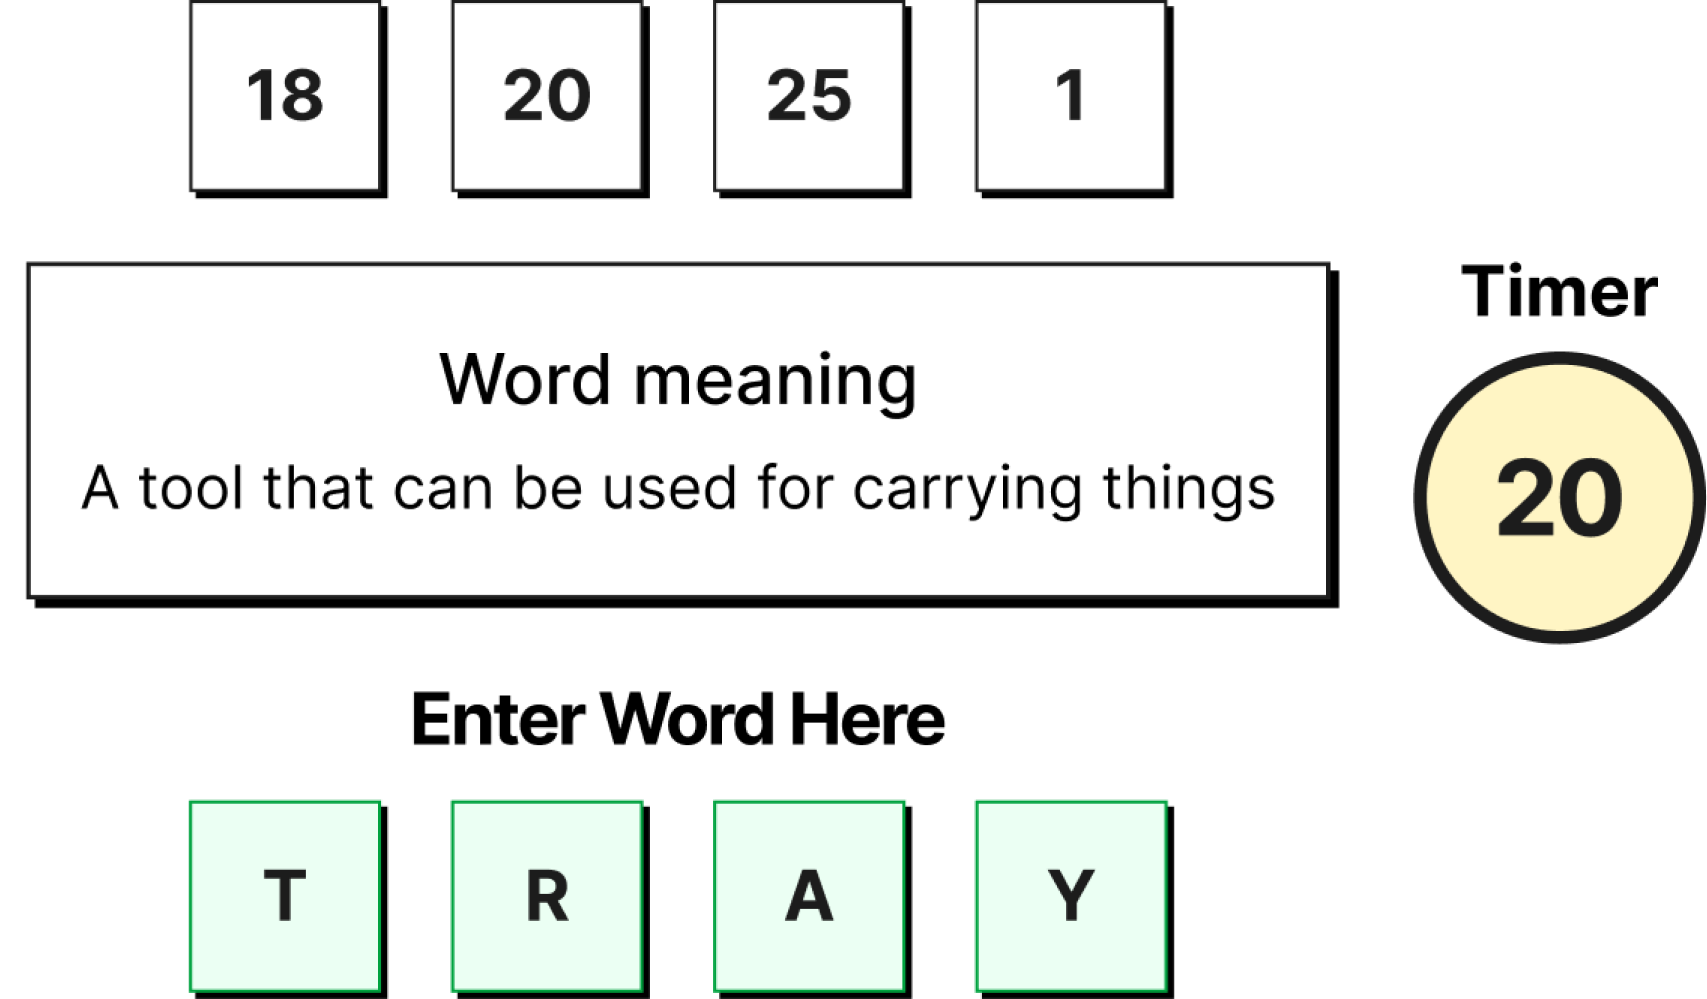 18 20 25 1
Word meaning
A tool that can be used for carrying things
Timer
20
Enter Word Here
T R A Y